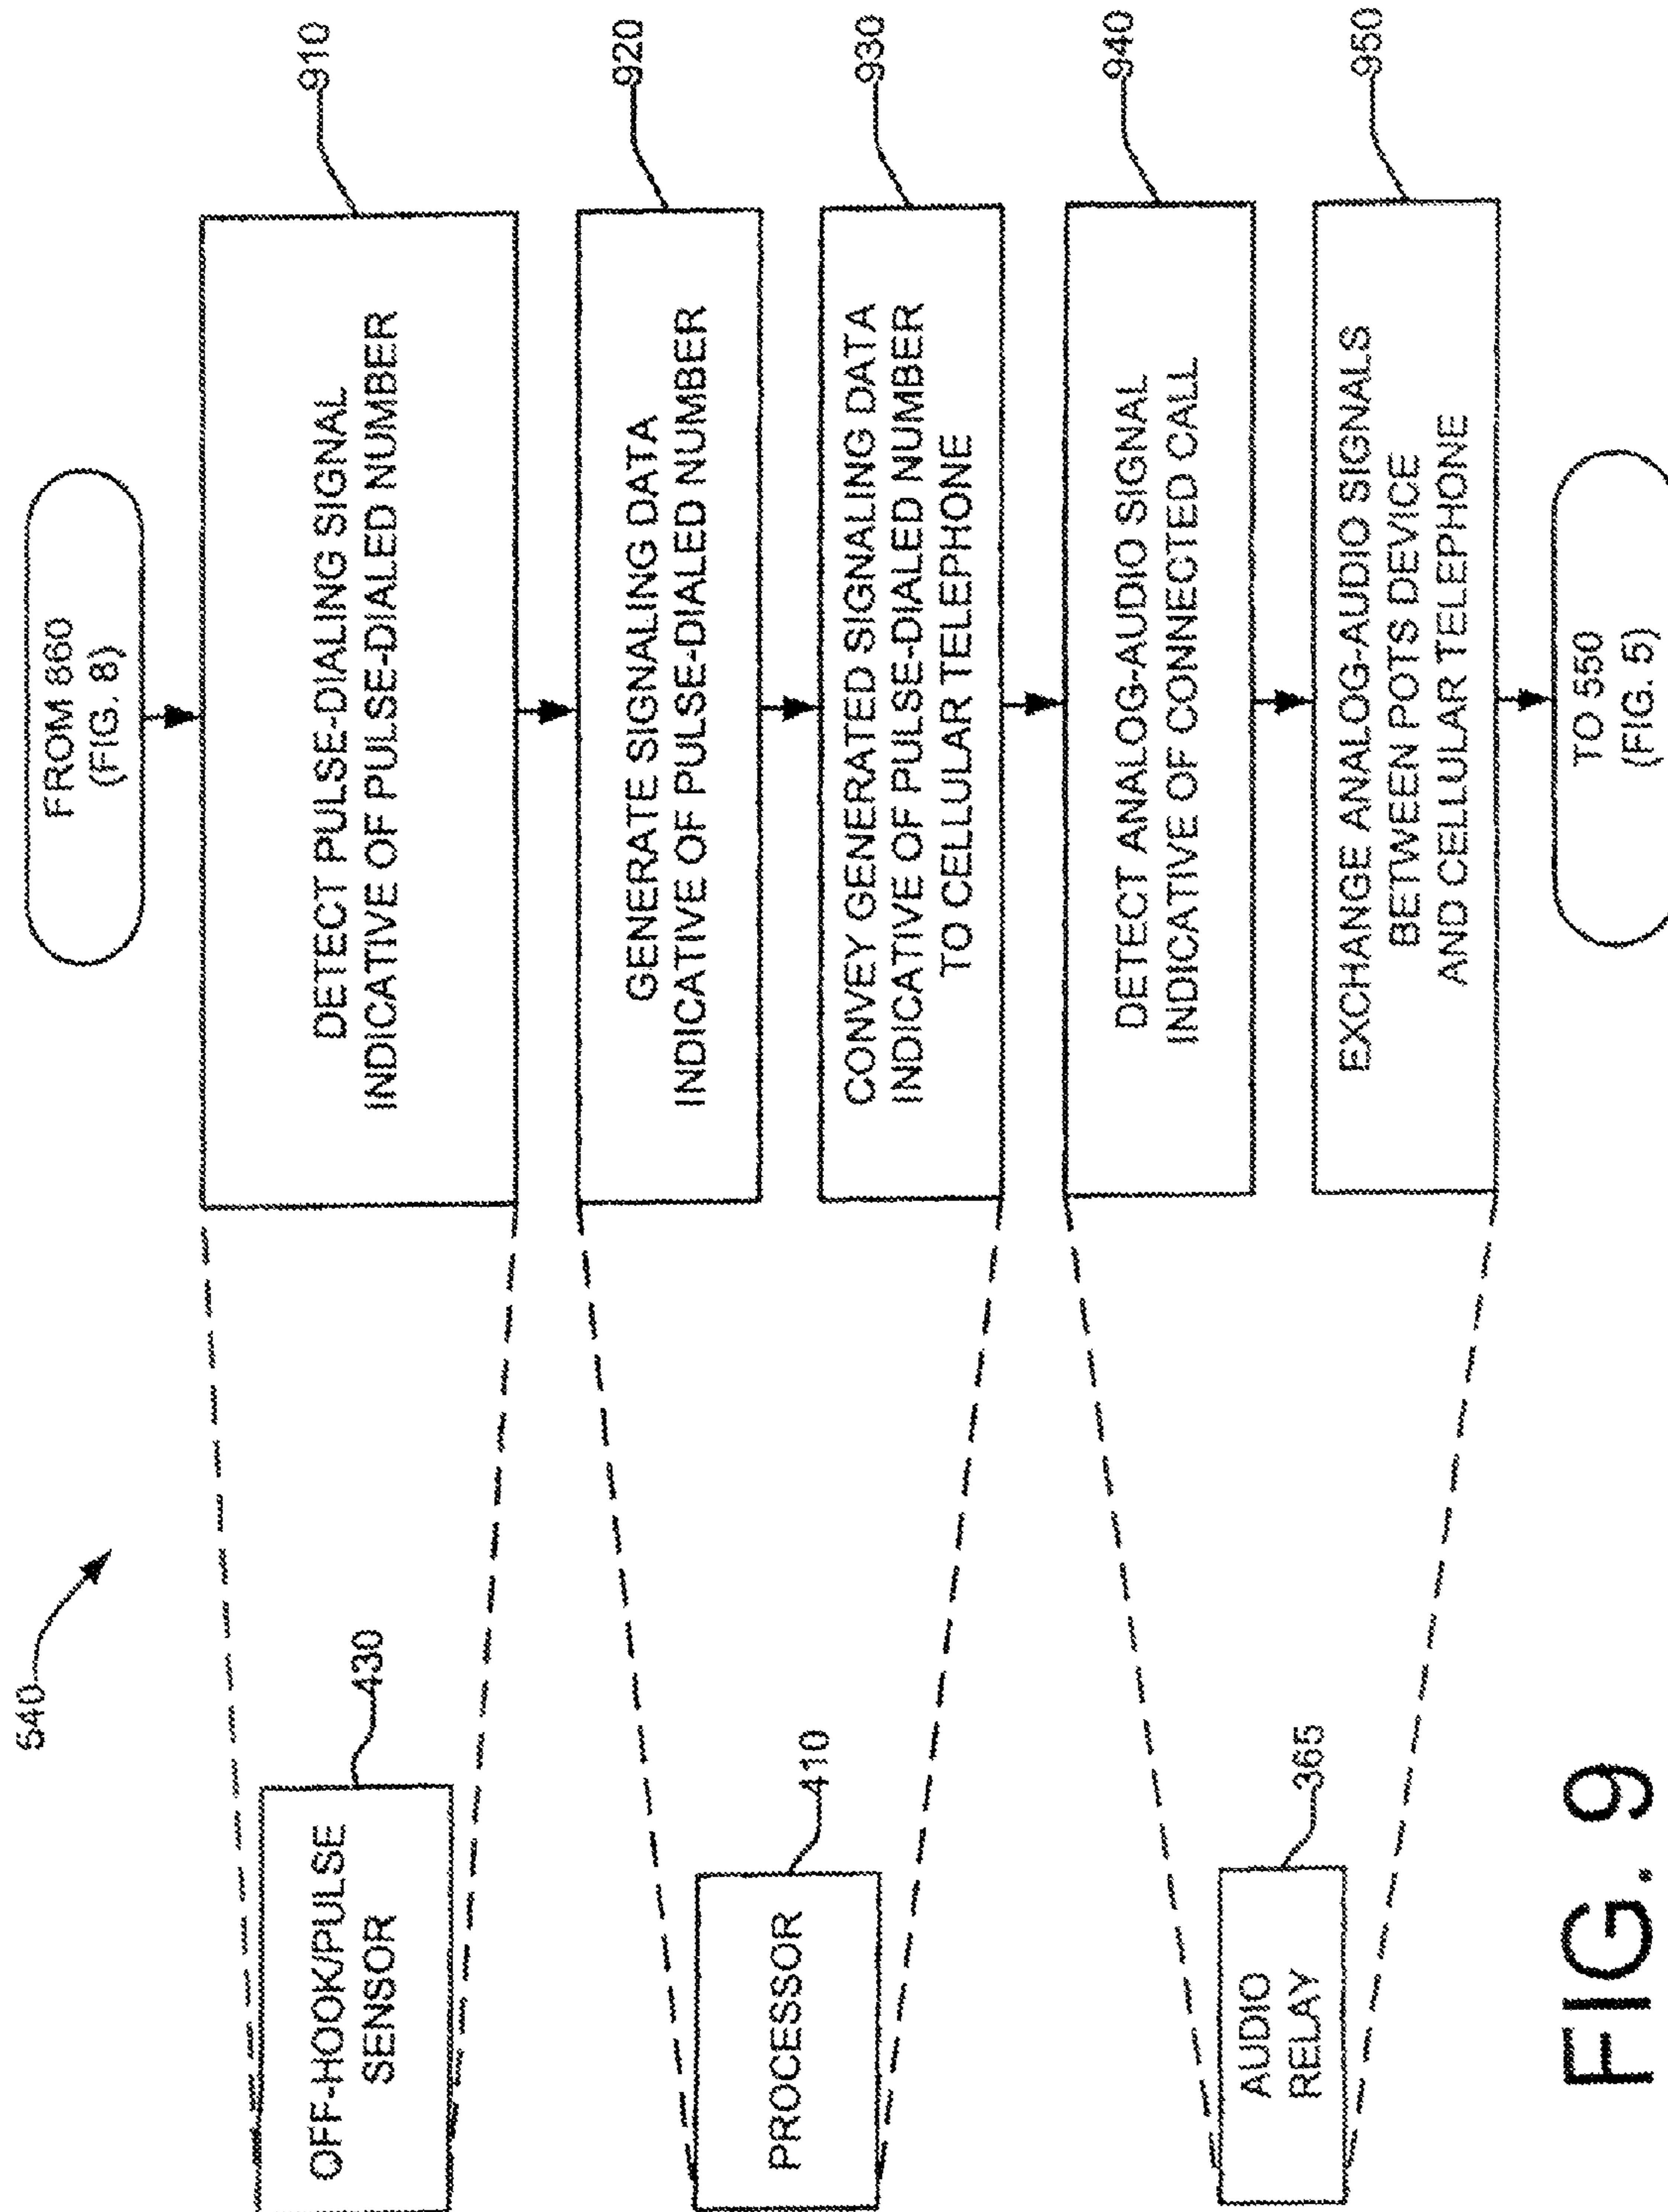 540
FROM 860
(FIG. 8)
OFF-HOOK/PULSE
SENSOR
430
DETECT PULSE-DIALING SIGNAL
INDICATIVE OF PULSE-DIALED NUMBER
910
PROCESSOR
410
GENERATE SIGNALING DATA
INDICATIVE OF PULSE-DIALED NUMBER
920
CONVEY GENERATED SIGNALING DATA
INDICATIVE OF PULSE-DIALED NUMBER
TO CELLULAR TELEPHONE
930
AUDIO
RELAY
365
DETECT ANALOG-AUDIO SIGNAL
INDICATIVE OF CONNECTED CALL
940
EXCHANGE ANALOG-AUDIO SIGNALS
BETWEEN POTS DEVICE
AND CELLULAR TELEPHONE
950
TO 550
(FIG. 5)
FIG. 9